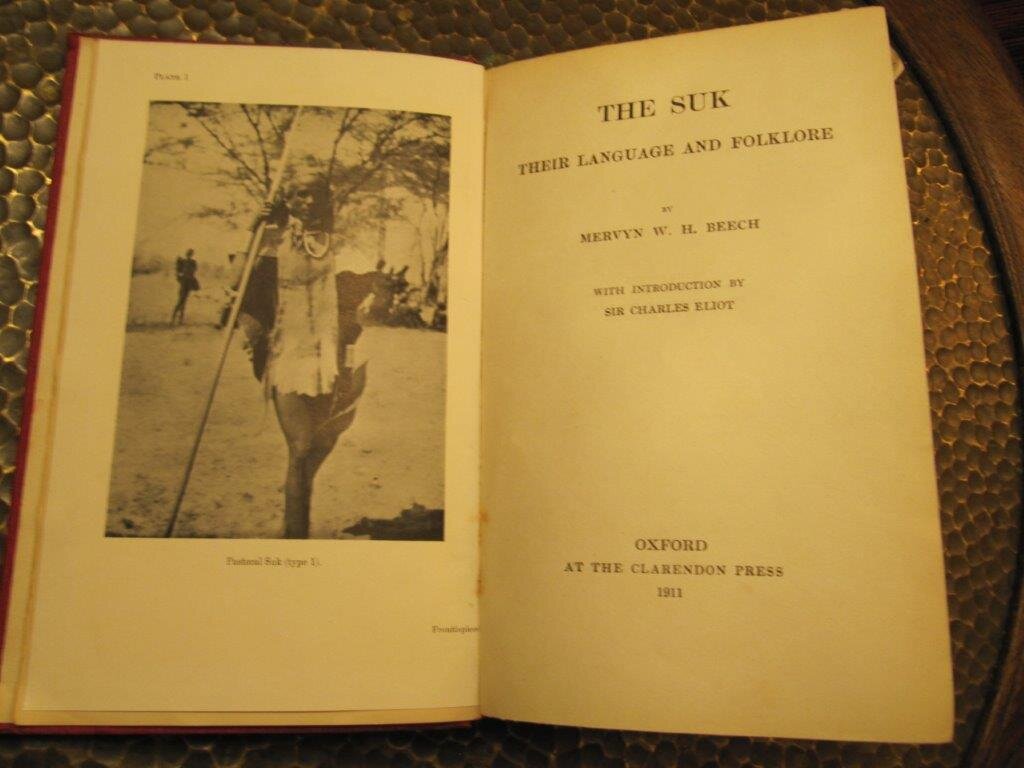 PLATE I
Pastoral Suk (type 1).
Frontispiece
THE SUK
THEIR LANGUAGE AND FOLKLORE
BY
MERVYN W. H. BEECH
WITH INTRODUCTION BY
SIR CHARLES ELIOT
OXFORD
AT THE CLARENDON PRESS
1911